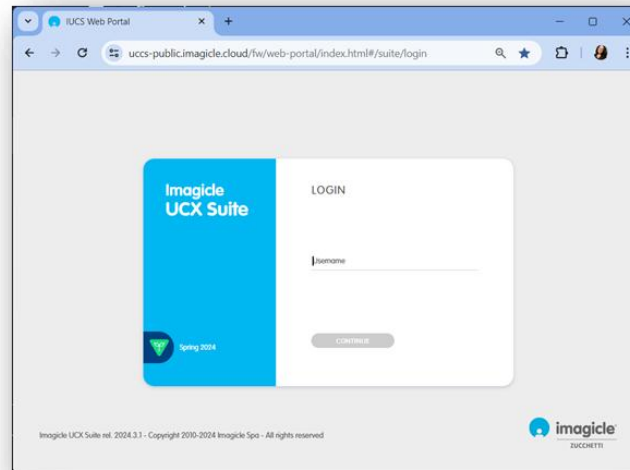 IUCS Web Portal
uccs-public.imagicle.cloud/fw/web-portal/index.html#/suite/login
Imagicle
UCX Suite
LOGIN
Username
CONTINUE
Spring 2024
Imagicle UCX Suite rel. 2024.3.1 - Copyright 2010-2024 Imagicle Spa - All rights reserved
imagicle
ZUCCHETTI